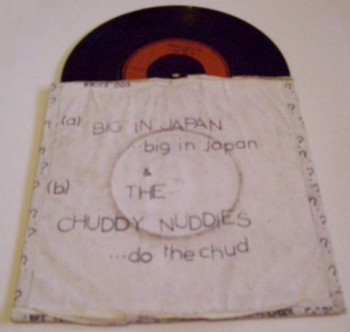 (a) BIG IN JAPAN
...big in japan
&
(b) THE
CHUDDY NUDDIES
...do the chud